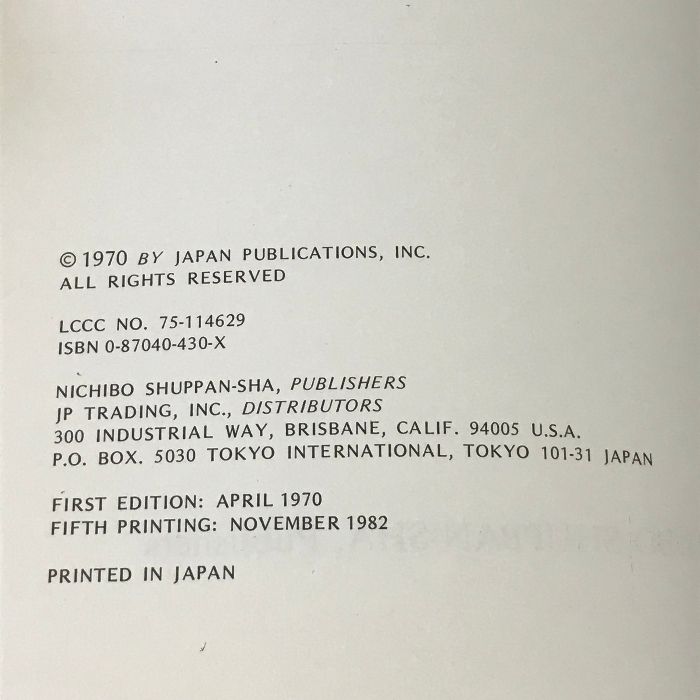 © 1970 BY JAPAN PUBLICATIONS, INC.
ALL RIGHTS RESERVED
LCCC NO. 75-114629
ISBN 0-87040-430-X
NICHIBO SHUPPAN-SHA, PUBLISHERS
JP TRADING, INC., DISTRIBUTORS
300 INDUSTRIAL WAY, BRISBANE, CALIF. 94005 U.S.A.
P.O. BOX. 5030 TOKYO INTERNATIONAL, TOKYO 101-31 JAPAN
FIRST EDITION: APRIL 1970
FIFTH PRINTING: NOVEMBER 1982
PRINTED IN JAPAN